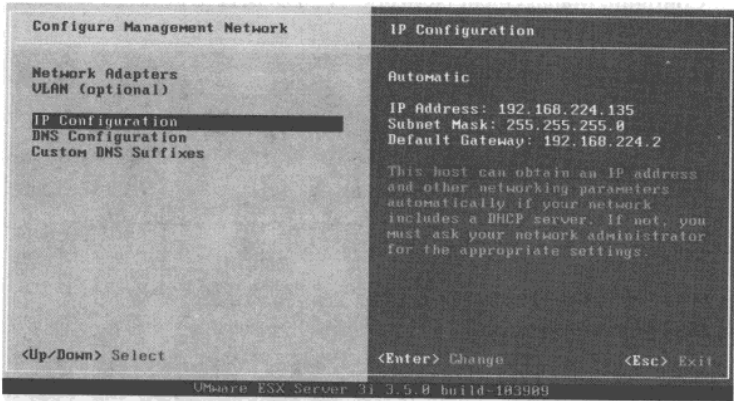 Configure Management Network
Network Adapters
VLAN (optional)
IP Configuration
DNS Configuration
Custom DNS Suffixes
<Up/Down> Select
IP Configuration
Automatic
IP Address: 192.168.224.135
Subnet Mask: 255.255.255.0
Default Gateway: 192.168.224.2
This host can obtain an IP address
and other networking parameters
automatically if your network
includes a DHCP server. If not, you
must ask your network administrator
for the appropriate settings.
<Enter> Change
<Esc> Exit
VMware ESX Server 3i 3.5.0 build-103909